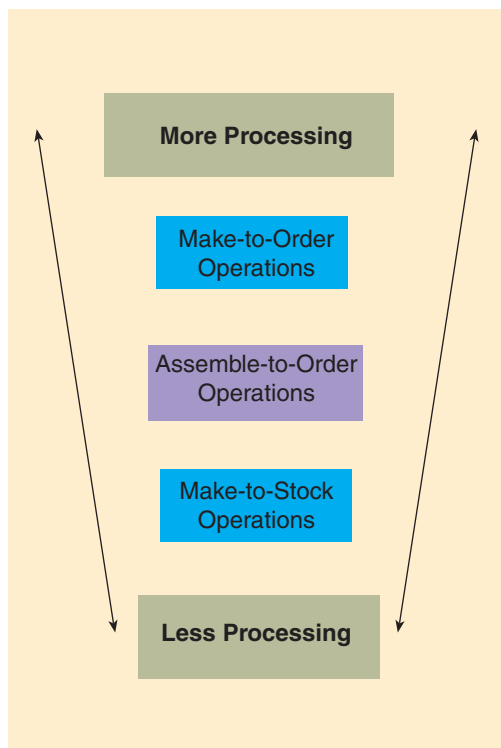 More Processing
Make-to-Order
Operations
Assemble-to-Order
Operations
Make-to-Stock
Operations
Less Processing